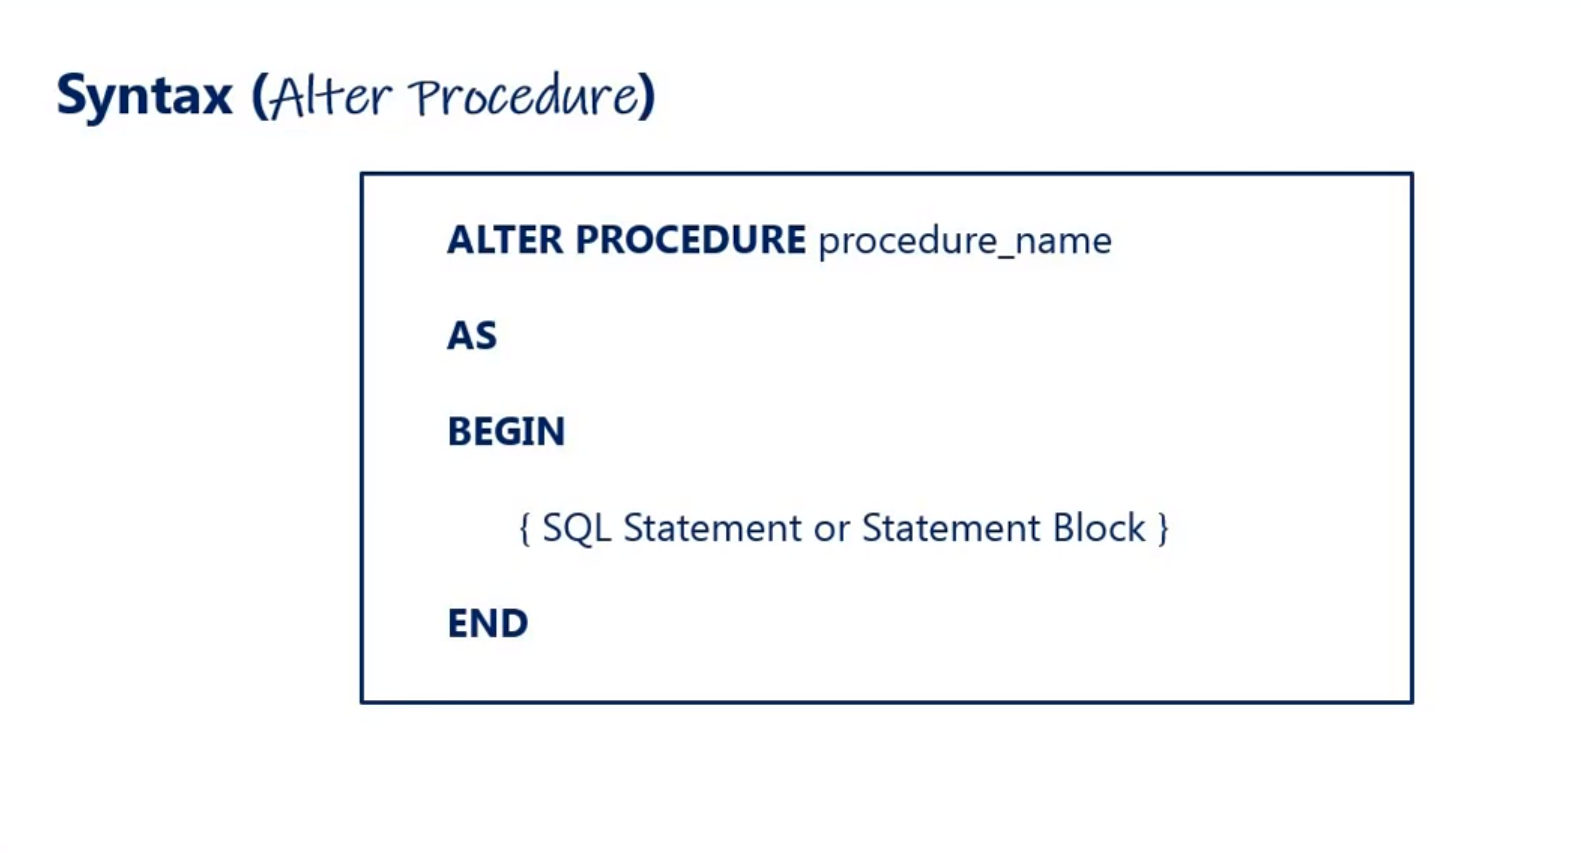 Syntax (Alter Procedure)
ALTER PROCEDURE procedure_name
AS
BEGIN
{ SQL Statement or Statement Block }
END